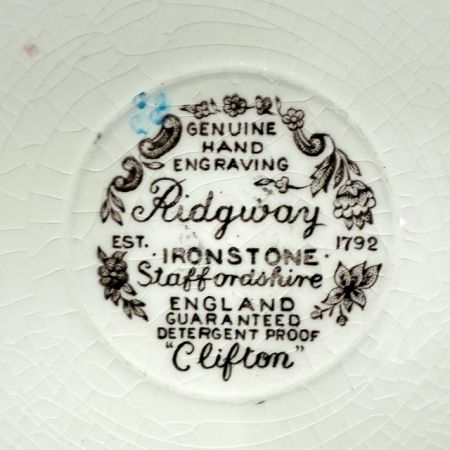 GENUINE
HAND
ENGRAVING
Ridgway
EST. 1792
· IRONSTONE ·
Staffordshire
ENGLAND
GUARANTEED
DETERGENT PROOF
"Clifton"